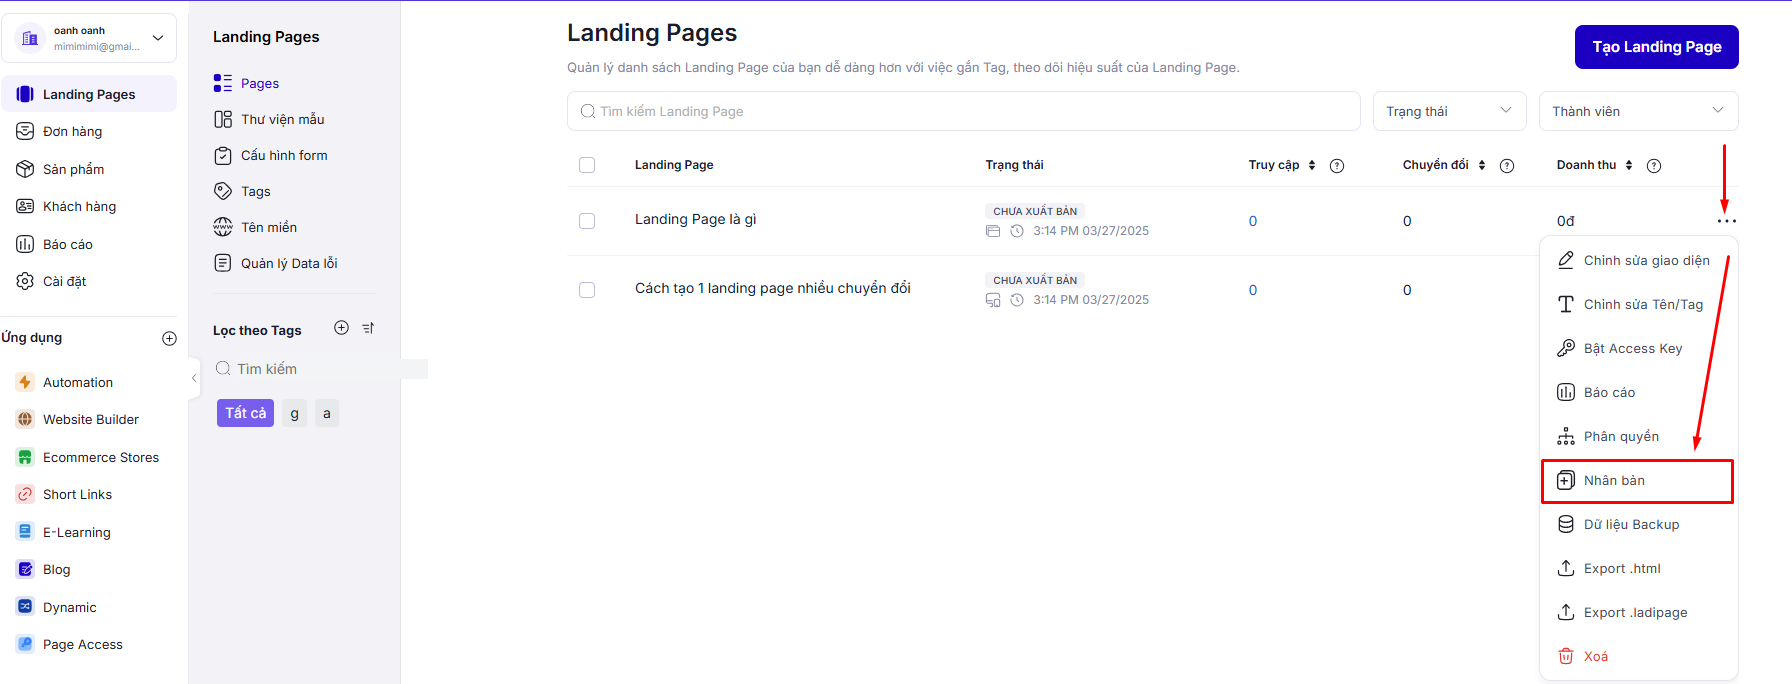 oanh oanh
mimimimi@gmai...
Landing Pages
Đơn hàng
Sản phẩm
Khách hàng
Báo cáo
Cài đặt
Ứng dụng
Automation
Website Builder
Ecommerce Stores
Short Links
E-Learning
Blog
Dynamic
Page Access
Landing Pages
Pages
Thư viện mẫu
Cấu hình form
Tags
Tên miền
Quản lý Data lỗi
Lọc theo Tags
Tìm kiếm
Tất cả g a
Landing Pages
Tạo Landing Page
Quản lý danh sách Landing Page của bạn dễ dàng hơn với việc gắn Tag, theo dõi hiệu suất của Landing Page.
Tìm kiếm Landing Page Trạng thái Thành viên
Landing Page Trạng thái Truy cập ? Chuyển đổi ? Doanh thu ?
Landing Page là gì CHƯA XUẤT BẢN 0 0 0đ ...
3:14 PM 03/27/2025
Cách tạo 1 landing page nhiều chuyển đổi CHƯA XUẤT BẢN 0 0
3:14 PM 03/27/2025
Chỉnh sửa giao diện
Chỉnh sửa Tên/Tag
Bật Access Key
Báo cáo
Phân quyền
Nhân bản
Dữ liệu Backup
Export .html
Export .ladipage
Xoá